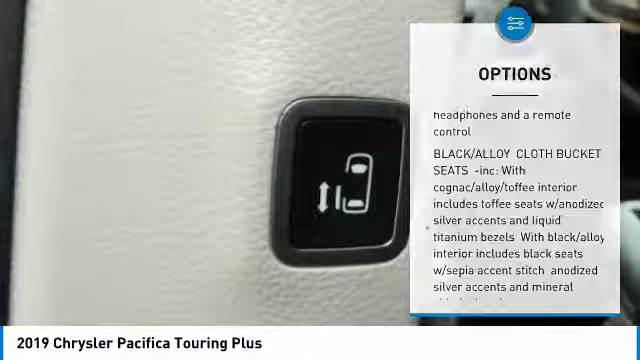 OPTIONS
headphones and a remote
control
BLACK/ALLOY CLOTH BUCKET
SEATS -inc: With
cognac/alloy/toffee interior
includes toffee seats w/anodized
silver accents and liquid
titanium bezels With black/alloy
interior includes black seats
w/sepia accent stitch anodized
silver accents and mineral
2019 Chrysler Pacifica Touring Plus